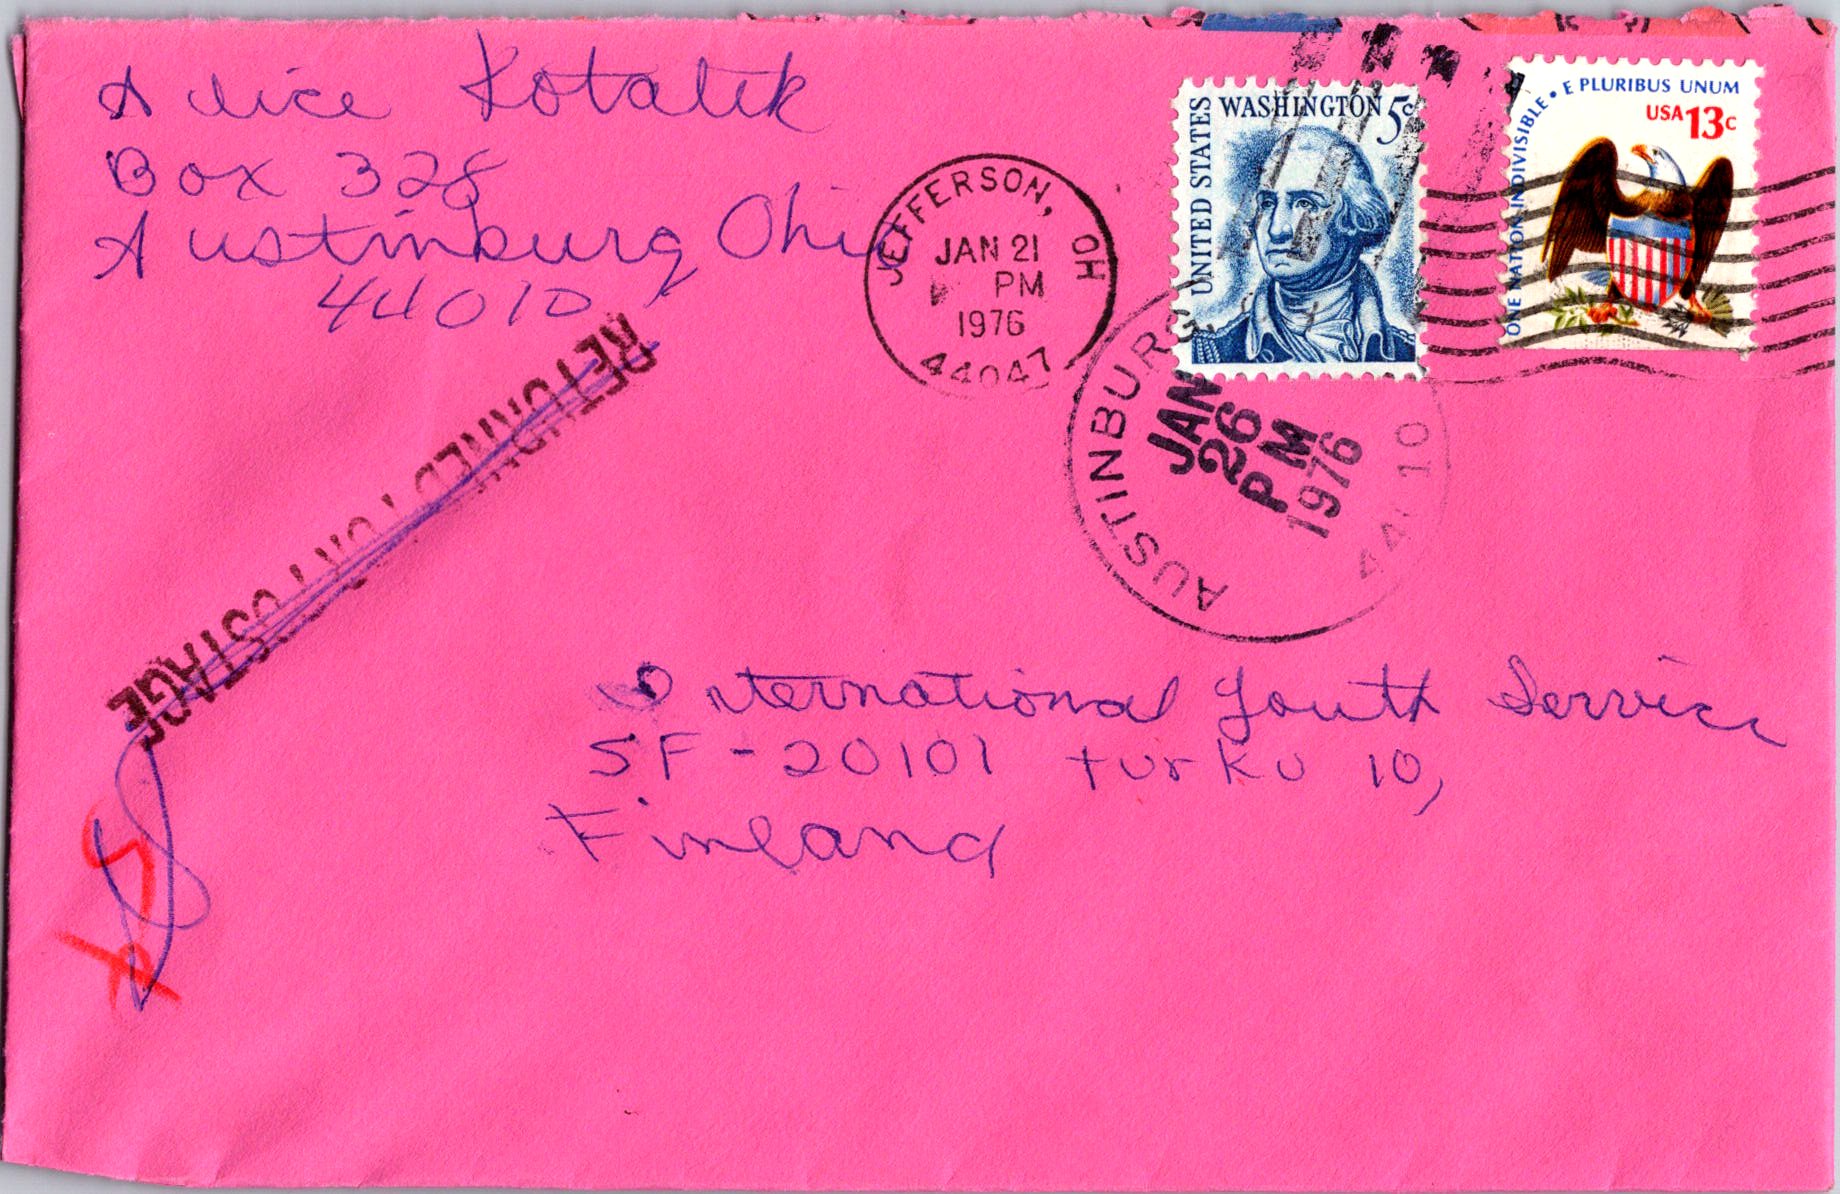 Alice Kotalik
Box 328
Austinburg Ohio
44010
JEFFERSON, OH
JAN 21
PM
1976
44047
UNITED STATES
WASHINGTON 5c
ONE NATION INDIVISIBLE • E PLURIBUS UNUM
USA 13c
AUSTINBURG
JAN
26
PM
1976
RETURNED FOR POSTAGE
International Youth Service
SF-20101 turku 10,
Finland
5